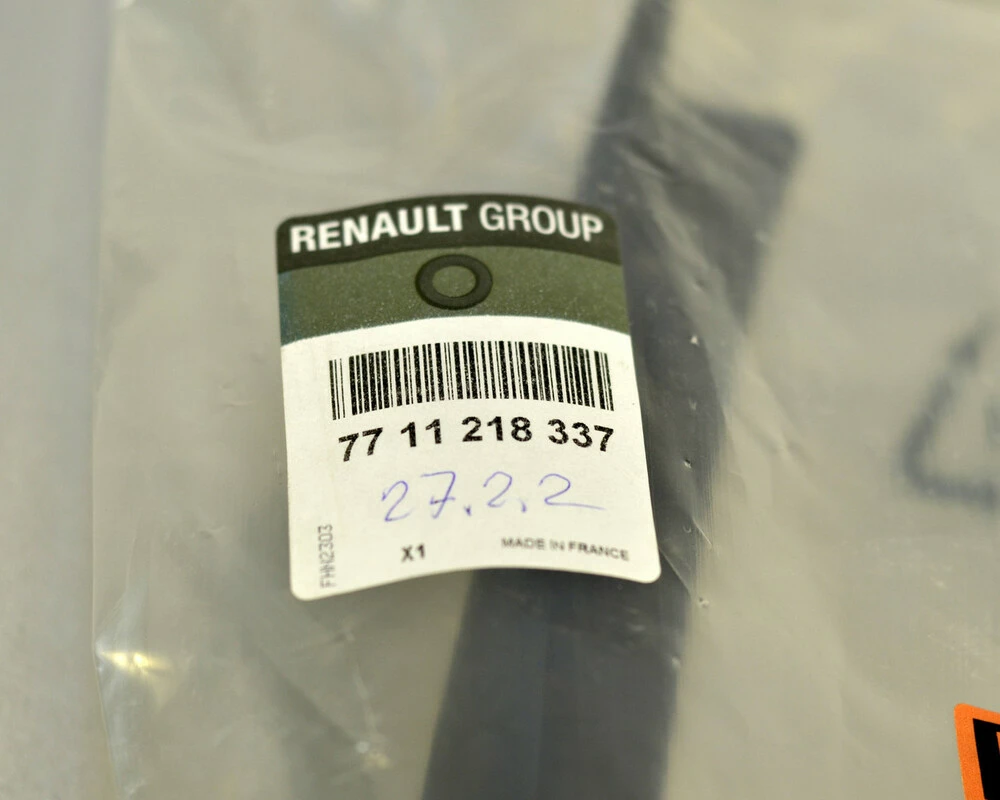 RENAULT GROUP
77 11 218 337
27.2.2
X1
MADE IN FRANCE
FHN2303